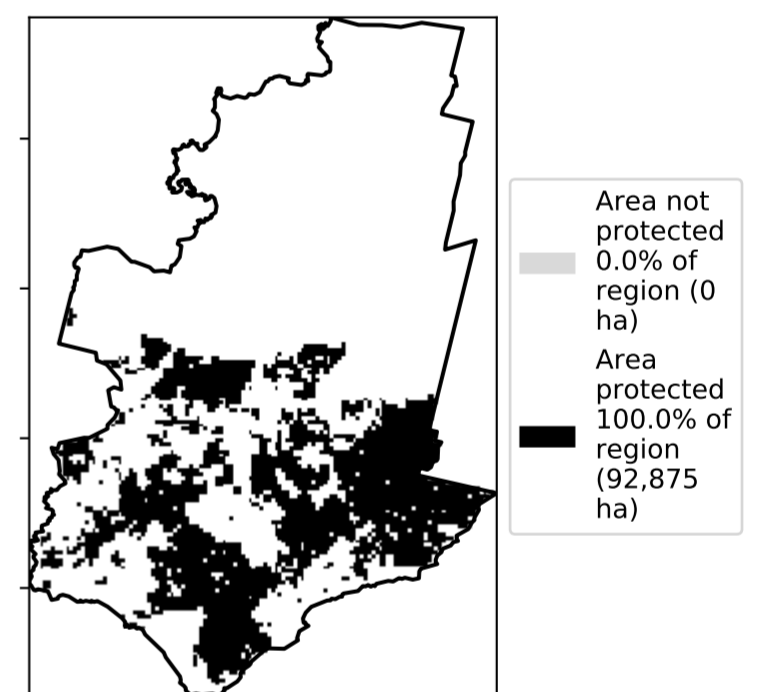 Area not
protected
0.0% of
region (0
ha)
Area
protected
100.0% of
region
(92,875
ha)